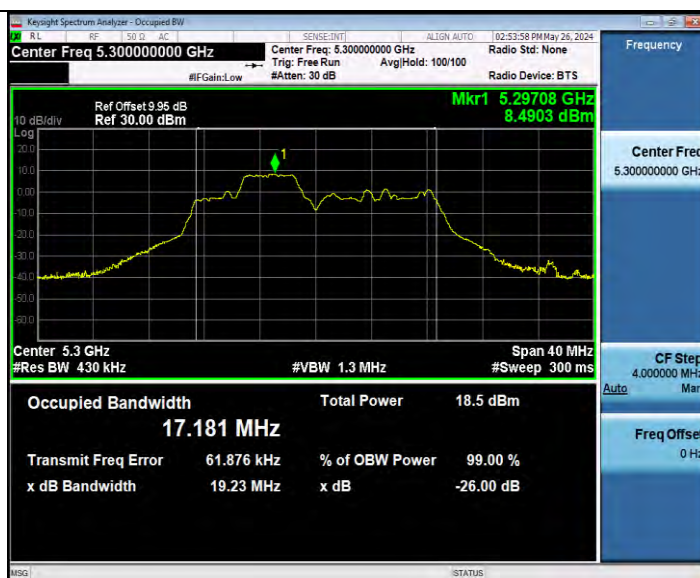 Keysight Spectrum Analyzer - Occupied BW
RL RF 50 Ω AC SENSE:INT ALIGN AUTO 02:53:58 PM May 26, 2024
Center Freq 5.300000000 GHz
Center Freq: 5.300000000 GHz Radio Std: None
Trig: Free Run Avg|Hold: 100/100
#IFGain:Low #Atten: 30 dB Radio Device: BTS
Frequency
Ref Offset 9.95 dB
10 dB/div Ref 30.00 dBm
Mkr1 5.29708 GHz
8.4903 dBm
Log
20.0
10.0
0.00
-10.0
-20.0
-30.0
-40.0
-50.0
-60.0
1
Center 5.3 GHz Span 40 MHz
#Res BW 430 kHz #VBW 1.3 MHz #Sweep 300 ms
Occupied Bandwidth Total Power 18.5 dBm
17.181 MHz
Transmit Freq Error 61.876 kHz % of OBW Power 99.00 %
x dB Bandwidth 19.23 MHz x dB -26.00 dB
Center Freq
5.300000000 GHz
CF Step
4.000000 MHz
Auto Man
Freq Offset
0 Hz
MSG STATUS